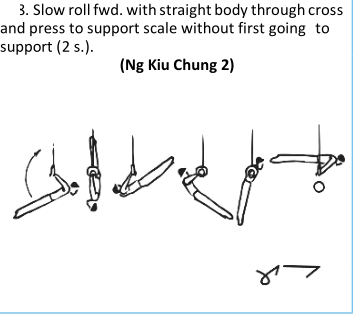 3. Slow roll fwd. with straight body through cross
and press to support scale without first going to
support (2 s.).
(Ng Kiu Chung 2)